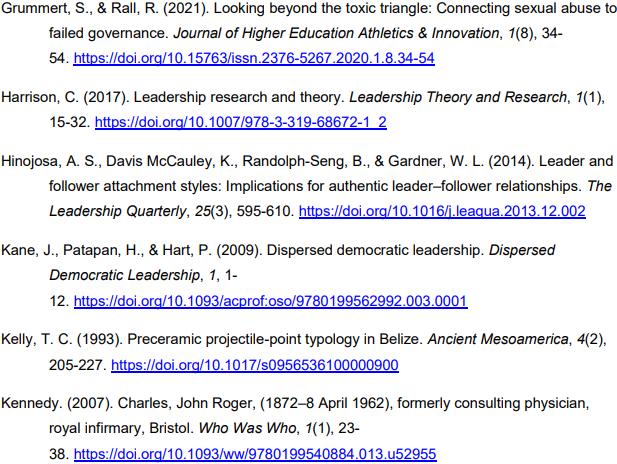 Grummert, S., & Rall, R. (2021). Looking beyond the toxic triangle: Connecting sexual abuse to
failed governance. Journal of Higher Education Athletics & Innovation, 1(8), 34-
54. https://doi.org/10.15763/issn.2376-5267.2020.1.8.34-54
Harrison, C. (2017). Leadership research and theory. Leadership Theory and Research, 1(1),
15-32. https://doi.org/10.1007/978-3-319-68672-1_2
Hinojosa, A. S., Davis McCauley, K., Randolph-Seng, B., & Gardner, W. L. (2014). Leader and
follower attachment styles: Implications for authentic leader–follower relationships. The
Leadership Quarterly, 25(3), 595-610. https://doi.org/10.1016/j.leaqua.2013.12.002
Kane, J., Patapan, H., & Hart, P. (2009). Dispersed democratic leadership. Dispersed
Democratic Leadership, 1, 1-
12. https://doi.org/10.1093/acprof:oso/9780199562992.003.0001
Kelly, T. C. (1993). Preceramic projectile-point typology in Belize. Ancient Mesoamerica, 4(2),
205-227. https://doi.org/10.1017/s0956536100000900
Kennedy. (2007). Charles, John Roger, (1872–8 April 1962), formerly consulting physician,
royal infirmary, Bristol. Who Was Who, 1(1), 23-
38. https://doi.org/10.1093/ww/9780199540884.013.u52955